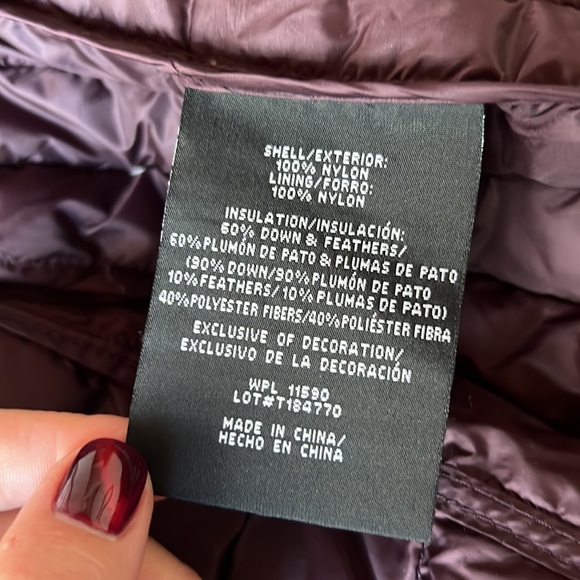 SHELL/EXTERIOR:
100% NYLON
LINING/FORRO:
100% NYLON
INSULATION/INSULACIÓN:
60% DOWN & FEATHERS/
60% PLUMÓN DE PATO & PLUMAS DE PATO
(90% DOWN/90% PLUMÓN DE PATO
10% FEATHERS/ 10% PLUMAS DE PATO)
40% POLYESTER FIBERS/40% POLIÉSTER FIBRA
EXCLUSIVE OF DECORATION/
EXCLUSIVO DE LA DECORACIÓN
WPL 11590
LOT#T184770
MADE IN CHINA/
HECHO EN CHINA